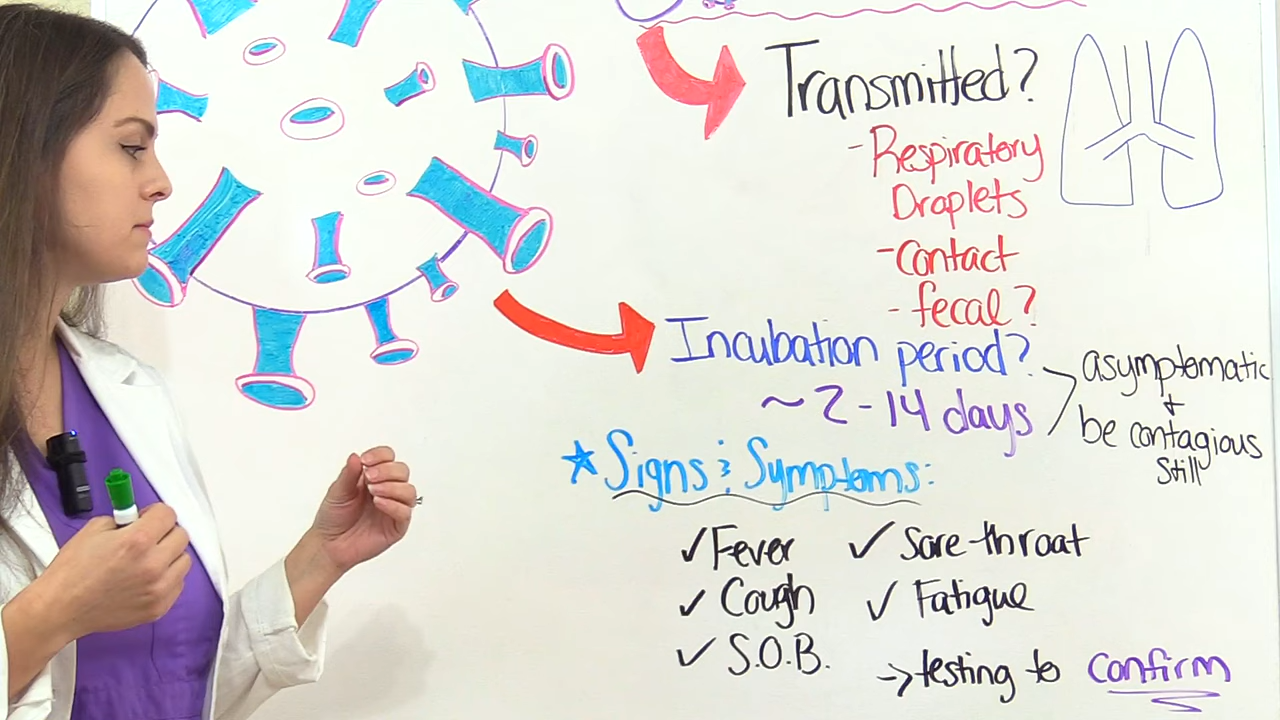 Transmitted?
- Respiratory
Droplets
- Contact
- fecal?
Incubation period?
~ 2-14 days
asymptomatic
+
be contagious
still
★ Signs & Symptoms:
✓ Fever
✓ Cough
✓ S.O.B.
✓ Sore throat
✓ Fatigue
→ testing to confirm